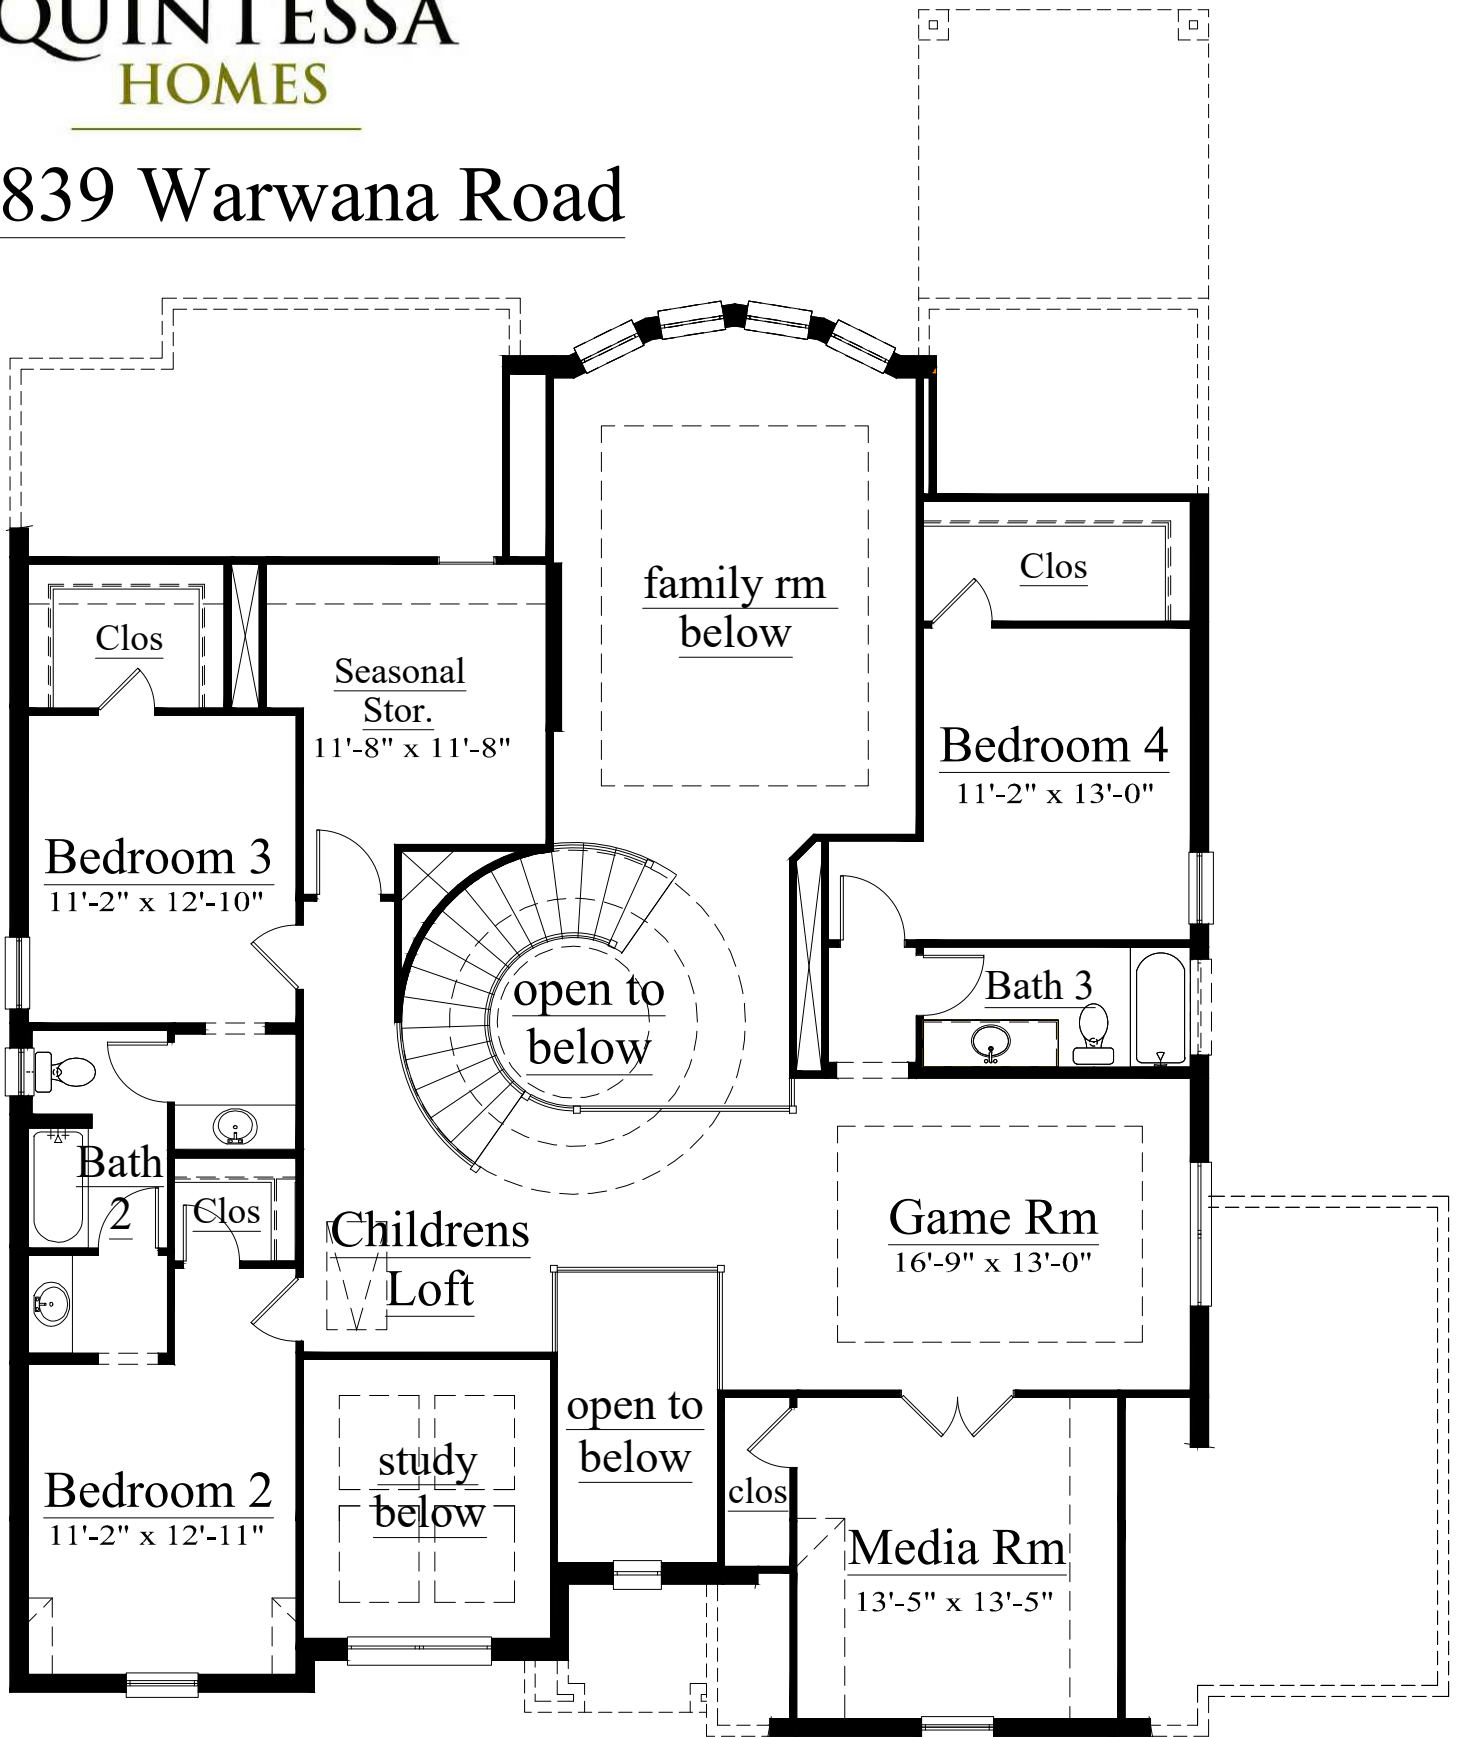 QUINTESSA
HOMES
839 Warwana Road
family rm
below
Clos
Clos
Seasonal
Stor.
11'-8" x 11'-8"
Bedroom 4
11'-2" x 13'-0"
Bedroom 3
11'-2" x 12'-10"
open to
below
Bath 3
Bath
2
Clos
Childrens
Loft
Game Rm
16'-9" x 13'-0"
open to
below
study
below
clos
Bedroom 2
11'-2" x 12'-11"
Media Rm
13'-5" x 13'-5"